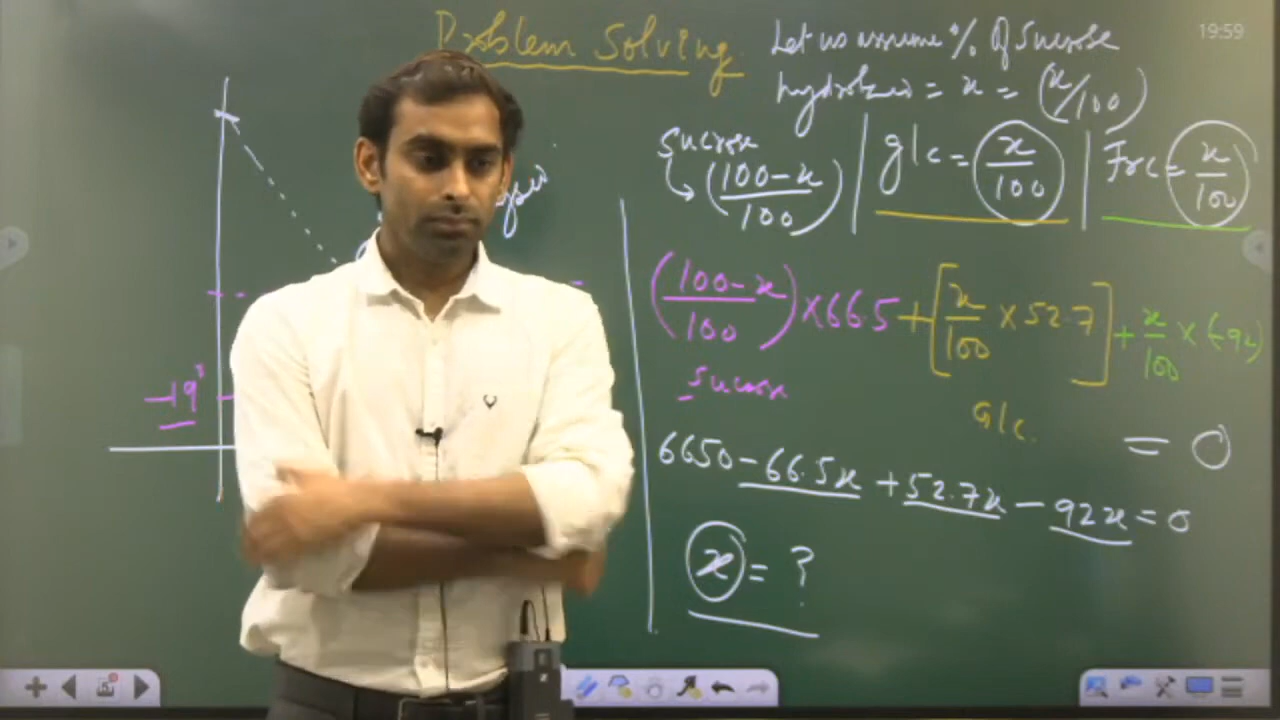 Problem Solving
19:59
Let us assume % of Sucrose
hydrolyzed = x = (x/100)
Sucrose
(100-x/100) | glc = x/100 | Frc = x/100
(100-x/100) × 66.5 + [x/100 × 52.7] + x/100 × (-92)
Sucrose
Glc.
= 0
-19°
6650 - 66.5x + 52.7x - 92x = 0
x = ?